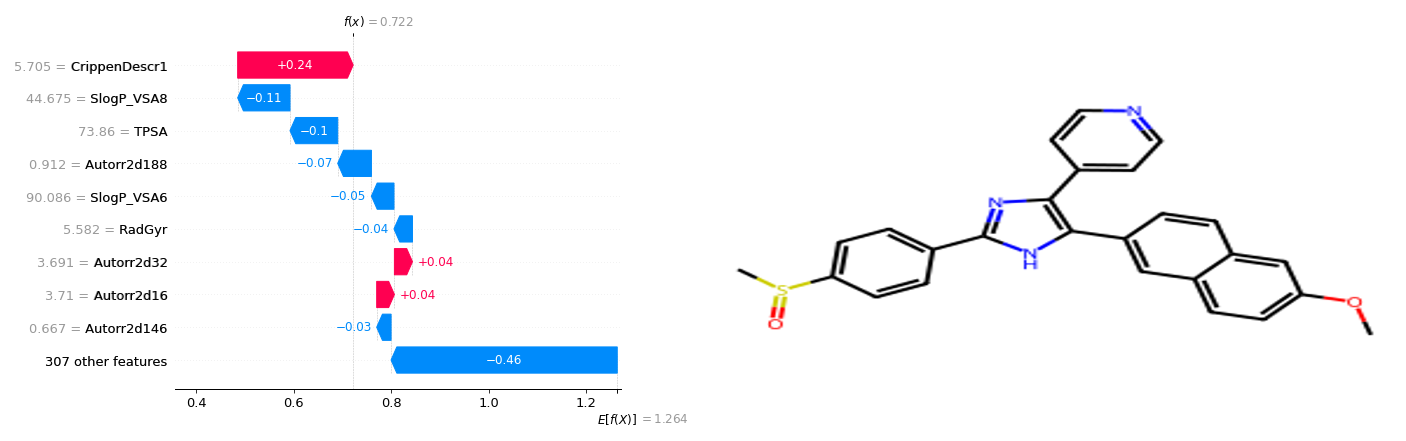 f(x) = 0.722
5.705 = CrippenDescr1
+0.24
44.675 = SlogP_VSA8
−0.11
73.86 = TPSA
−0.1
0.912 = Autorr2d188
−0.07
90.086 = SlogP_VSA6
−0.05
5.582 = RadGyr
−0.04
3.691 = Autorr2d32
+0.04
3.71 = Autorr2d16
+0.04
0.667 = Autorr2d146
−0.03
307 other features
−0.46
0.4 0.6 0.8 1.0 1.2
E[f(X)] = 1.264
N
N
N
H
S
O
O